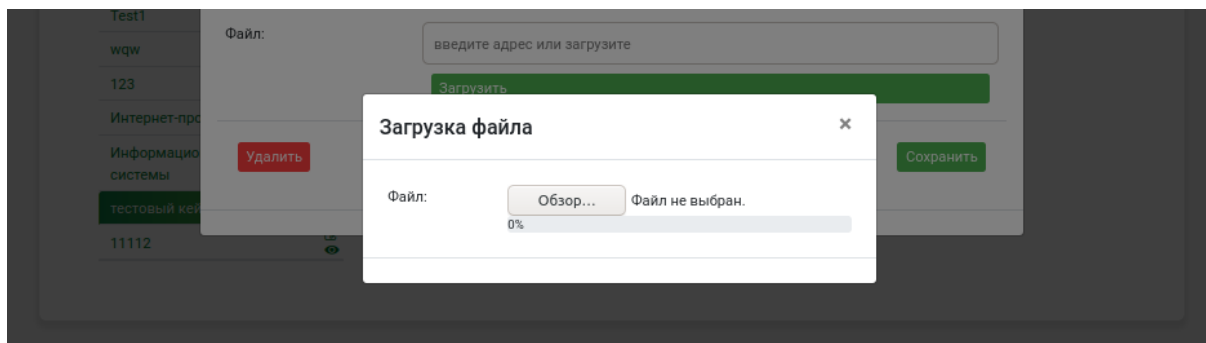 Test1
wqw
123
Интернет-про
Информацио
системы
тестовый кей
11112
Файл:
введите адрес или загрузите
Загрузить
Удалить
Сохранить
Загрузка файла
×
Файл:
Обзор...
Файл не выбран.
0%